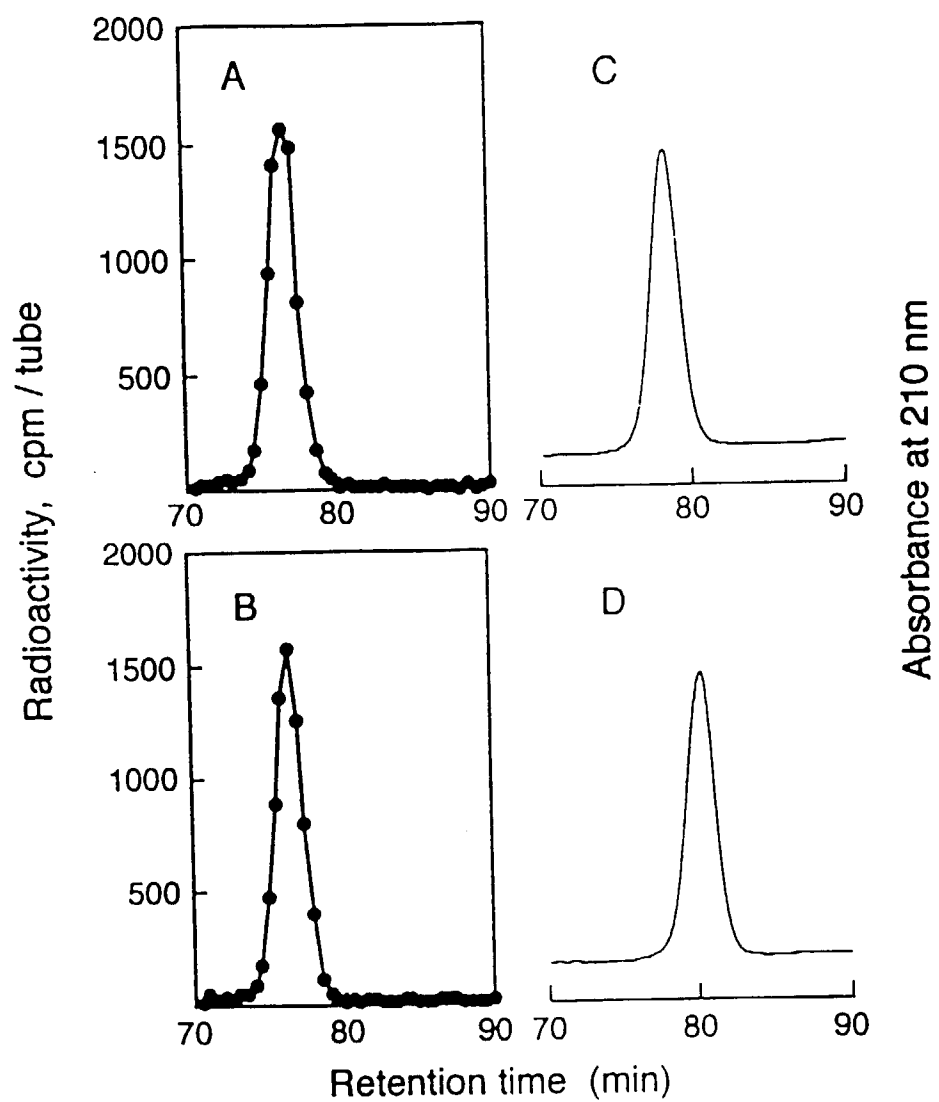 Radioactivity, cpm / tube
A
2000
1500
1000
500
70 80 90
C
70 80 90
B
2000
1500
1000
500
70 80 90
D
70 80 90
Absorbance at 210 nm
Retention time (min)